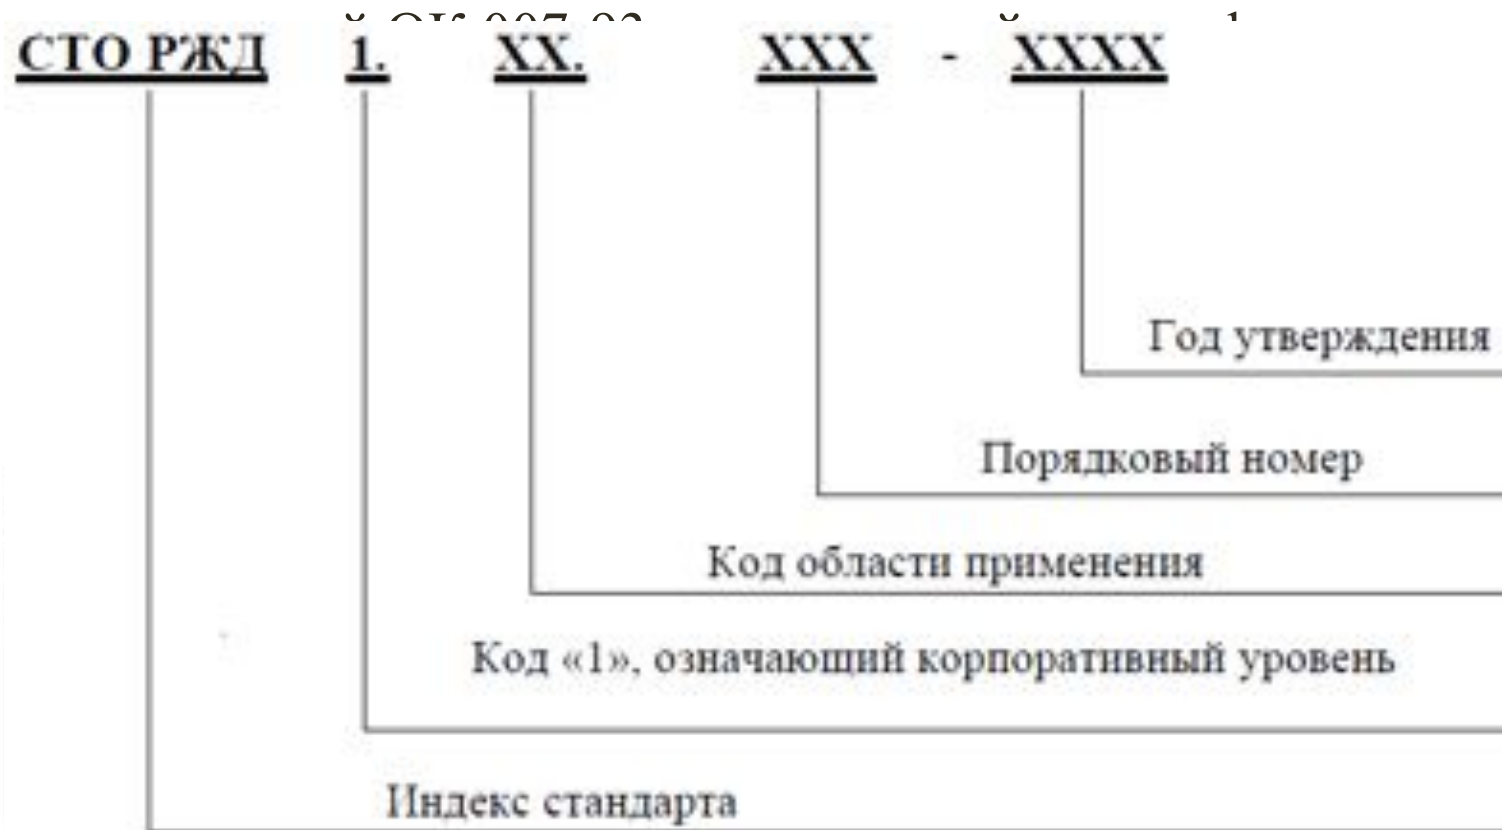 СТО РЖД 1. XX. XXX - XXXX
Год утверждения
Порядковый номер
Код области применения
Код «1», означающий корпоративный уровень
Индекс стандарта